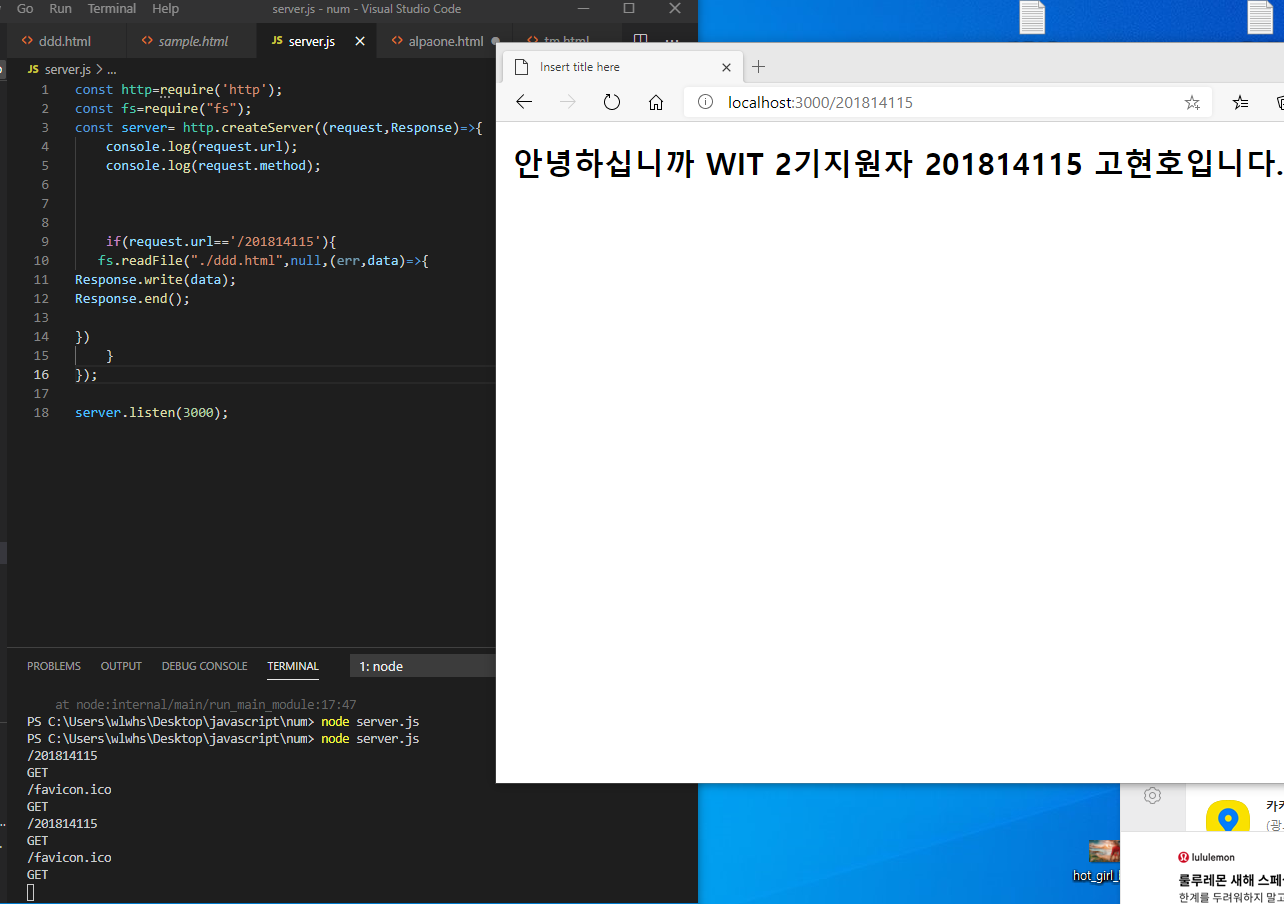 Go Run Terminal Help server.js - num - Visual Studio Code
ddd.html sample.html JS server.js alpaone.html tm.html
JS server.js > ...
1 const http=require('http');
2 const fs=require("fs");
3 const server= http.createServer((request,Response)=>{
4 console.log(request.url);
5 console.log(request.method);
6
7
8
9 if(request.url=='/201814115'){
10 fs.readFile("./ddd.html",null,(err,data)=>{
11 Response.write(data);
12 Response.end();
13
14 })
15 }
16 });
17
18 server.listen(3000);
PROBLEMS OUTPUT DEBUG CONSOLE TERMINAL 1: node
at node:internal/main/run_main_module:17:47
PS C:\Users\wlwhs\Desktop\javascript\num> node server.js
PS C:\Users\wlwhs\Desktop\javascript\num> node server.js
/201814115
GET
/favicon.ico
GET
/201814115
GET
/favicon.ico
GET
Insert title here
localhost:3000/201814115
안녕하십니까 WIT 2기지원자 201814115 고현호입니다.
hot_girl_
카카
(광
lululemon
룰루레몬 새해 스페
한계를 두려워하지 말고